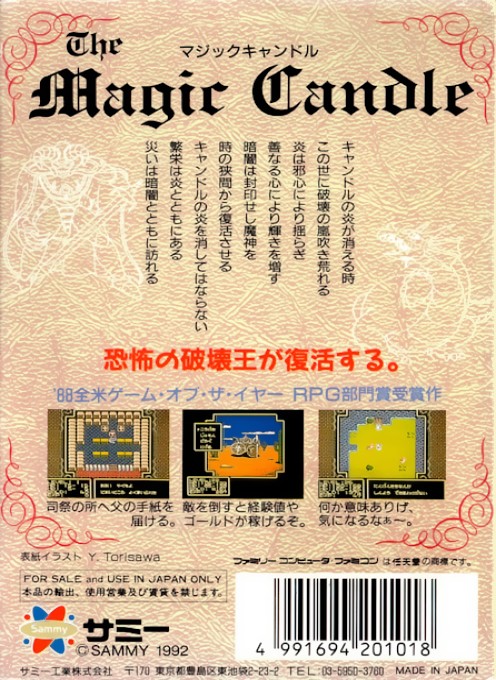 The
マジックキャンドル
Magic Candle
キャンドルの炎が消える時
この世に破壊の嵐吹き荒れる
炎は邪心により揺らぎ
善なる心により輝きを増す
暗闇は封印せし魔神を
時の狭間から復活させる
キャンドルの炎を消してはならない
繁栄は炎とともにある
災いは暗闇とともに訪れる
恐怖の破壊王が復活する。
'88全米ゲーム・オブ・ザ・イヤー RPG部門賞受賞作
司祭の所へ父の手紙を
届ける。
敵を倒すと経験値や
ゴールドが稼げるぞ。
何か意味ありげ、
気になるなぁ〜。
表紙イラスト Y. Torisawa
ファミリーコンピュータ・ファミコン は任天堂の商標です。
FOR SALE and USE IN JAPAN ONLY
本品の輸出、使用営業及び賃貸を禁じます。
Sammy
サミー
©SAMMY 1992
4 991694 201018
サミー工業株式会社 〒170 東京都豊島区東池袋2-23-2 TEL. 03-5950-3760 MADE IN JAPAN